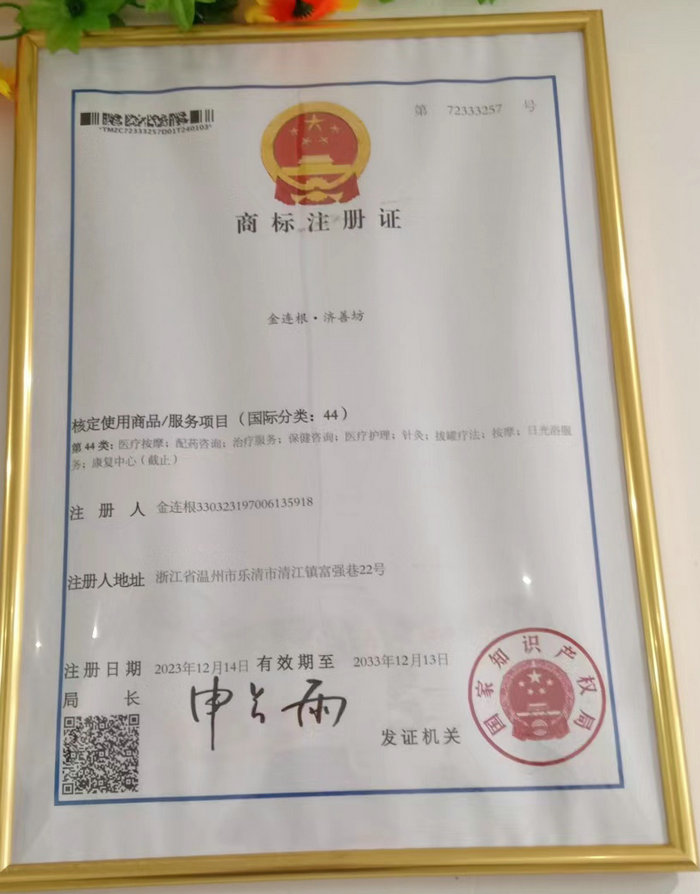 第 72333257 号
*TMZC72333257D01T240103*
商标注册证
金连根·济善坊
核定使用商品/服务项目（国际分类：44）
第44类：医疗按摩；配药咨询；治疗服务；保健咨询；医疗护理；针灸；拔罐疗法；按摩；日光浴服
务；康复中心（截止）
注册人 金连根330323197006135918
注册人地址 浙江省温州市乐清市清江镇富强巷22号
注册日期 2023年12月14日 有效期至 2033年12月13日
局长 申长雨
发证机关
国家知识产权局